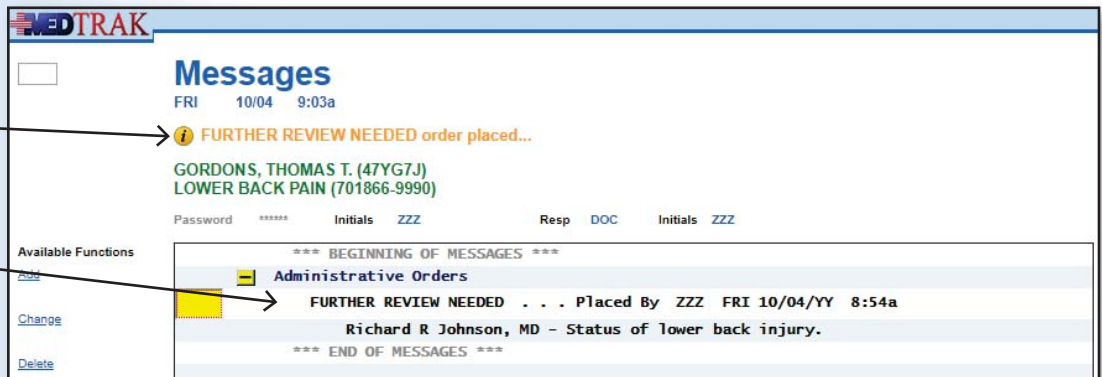 MEDTRAK
Messages
FRI 10/04 9:03a
i FURTHER REVIEW NEEDED order placed...
GORDONS, THOMAS T. (47YG7J)
LOWER BACK PAIN (701866-9990)
Password ****** Initials ZZZ Resp DOC Initials ZZZ
Available Functions
*** BEGINNING OF MESSAGES ***
Add
Administrative Orders
FURTHER REVIEW NEEDED . . . Placed By ZZZ FRI 10/04/YY 8:54a
Change
Richard R Johnson, MD - Status of lower back injury.
*** END OF MESSAGES ***
Delete